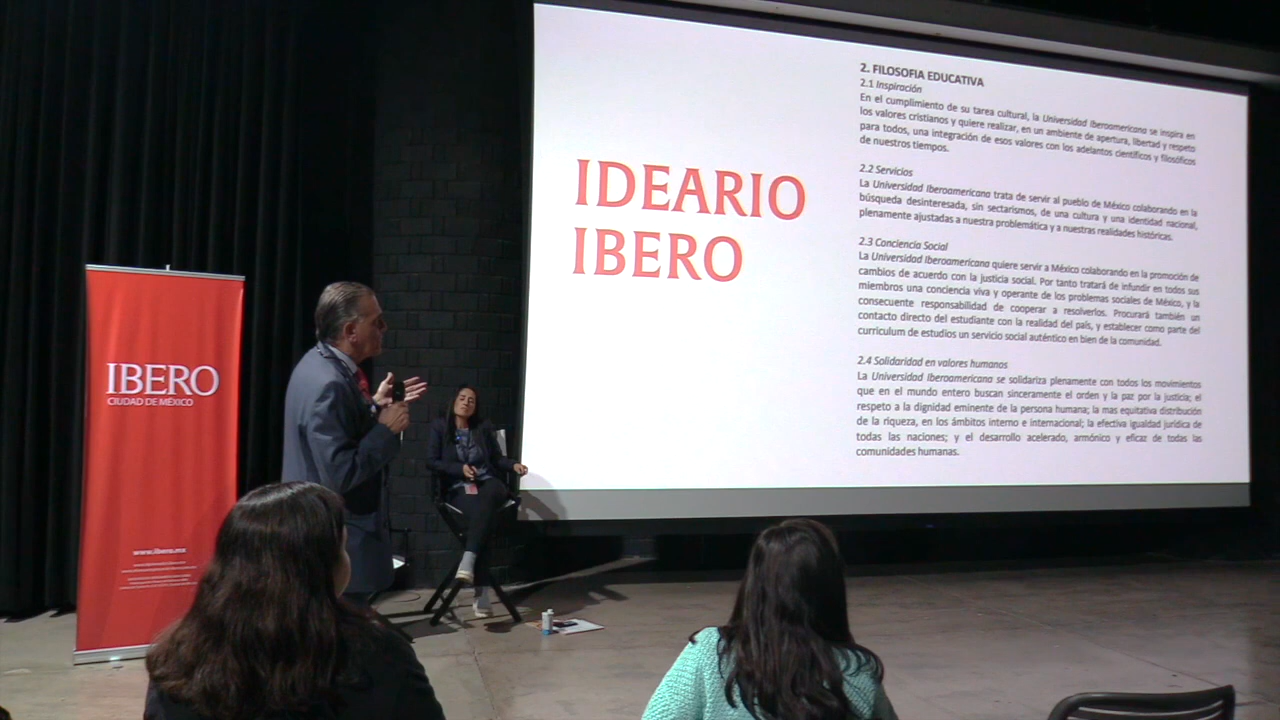 IBERO
CIUDAD DE MÉXICO
www.ibero.mx
IDEARIO
IBERO
2. FILOSOFIA EDUCATIVA
2.1 Inspiración
En el cumplimiento de su tarea cultural, la Universidad Iberoamericana se inspira en
los valores cristianos y quiere realizar, en un ambiente de apertura, libertad y respeto
para todos, una integración de esos valores con los adelantos científicos y filosóficos
de nuestros tiempos.
2.2 Servicios
La Universidad Iberoamericana trata de servir al pueblo de México colaborando en la
búsqueda desinteresada, sin sectarismos, de una cultura y una identidad nacional,
plenamente ajustadas a nuestra problemática y a nuestras realidades históricas.
2.3 Conciencia Social
La Universidad Iberoamericana quiere servir a México colaborando en la promoción de
cambios de acuerdo con la justicia social. Por tanto tratará de infundir en todos sus
miembros una conciencia viva y operante de los problemas sociales de México, y la
consecuente responsabilidad de cooperar a resolverlos. Procurará también un
contacto directo del estudiante con la realidad del país, y establecer como parte del
curriculum de estudios un servicio social auténtico en bien de la comunidad.
2.4 Solidaridad en valores humanos
La Universidad Iberoamericana se solidariza plenamente con todos los movimientos
que en el mundo entero buscan sinceramente el orden y la paz por la justicia; el
respeto a la dignidad eminente de la persona humana; la mas equitativa distribución
de la riqueza, en los ámbitos interno e internacional; la efectiva igualdad jurídica de
todas las naciones; y el desarrollo acelerado, armónico y eficaz de todas las
comunidades humanas.